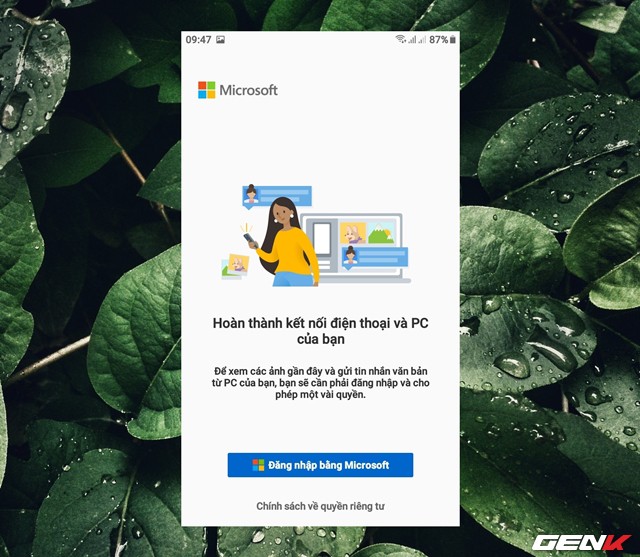 09:47
87%
Microsoft
Hoàn thành kết nối điện thoại và PC
của bạn
Để xem các ảnh gần đây và gửi tin nhắn văn bản
từ PC của bạn, bạn sẽ cần phải đăng nhập và cho
phép một vài quyền.
Đăng nhập bằng Microsoft
Chính sách về quyền riêng tư
GENK